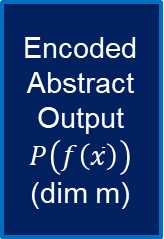 Encoded
Abstract
Output
P(f(x))
(dim m)